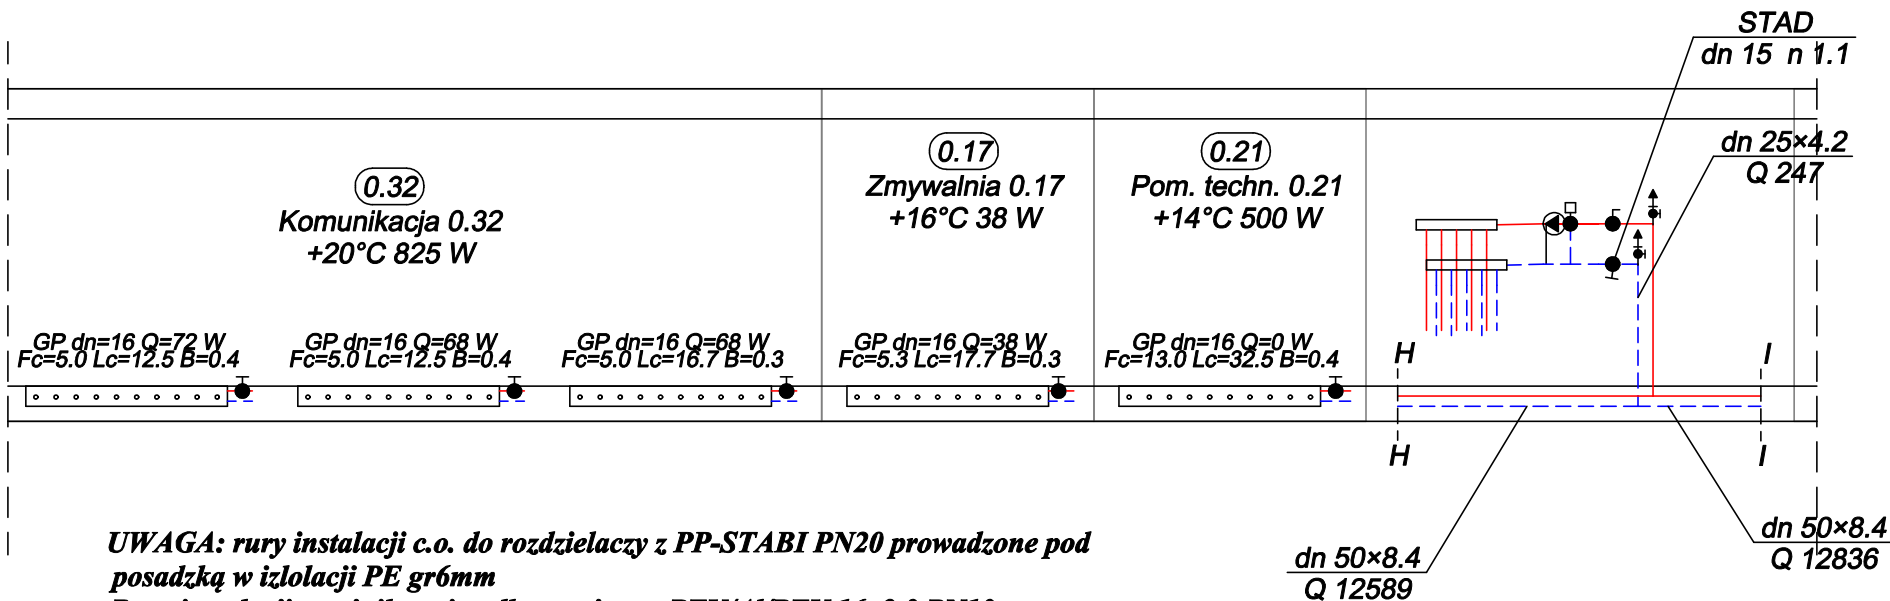 STAD
dn 15 n 1.1
dn 25×4.2
Q 247
0.32
Komunikacja 0.32
+20°C 825 W
0.17
Zmywalnia 0.17
+16°C 38 W
0.21
Pom. techn. 0.21
+14°C 500 W
GP dn=16 Q=72 W
Fc=5.0 Lc=12.5 B=0.4
GP dn=16 Q=68 W
Fc=5.0 Lc=12.5 B=0.4
GP dn=16 Q=68 W
Fc=5.0 Lc=16.7 B=0.3
GP dn=16 Q=38 W
Fc=5.3 Lc=17.7 B=0.3
GP dn=16 Q=0 W
Fc=13.0 Lc=32.5 B=0.4
H
I
H
I
dn 50×8.4
Q 12589
dn 50×8.4
Q 12836
UWAGA: rury instalacji c.o. do rozdzielaczy z PP-STABI PN20 prowadzone pod
posadzką w izlolacji PE gr6mm